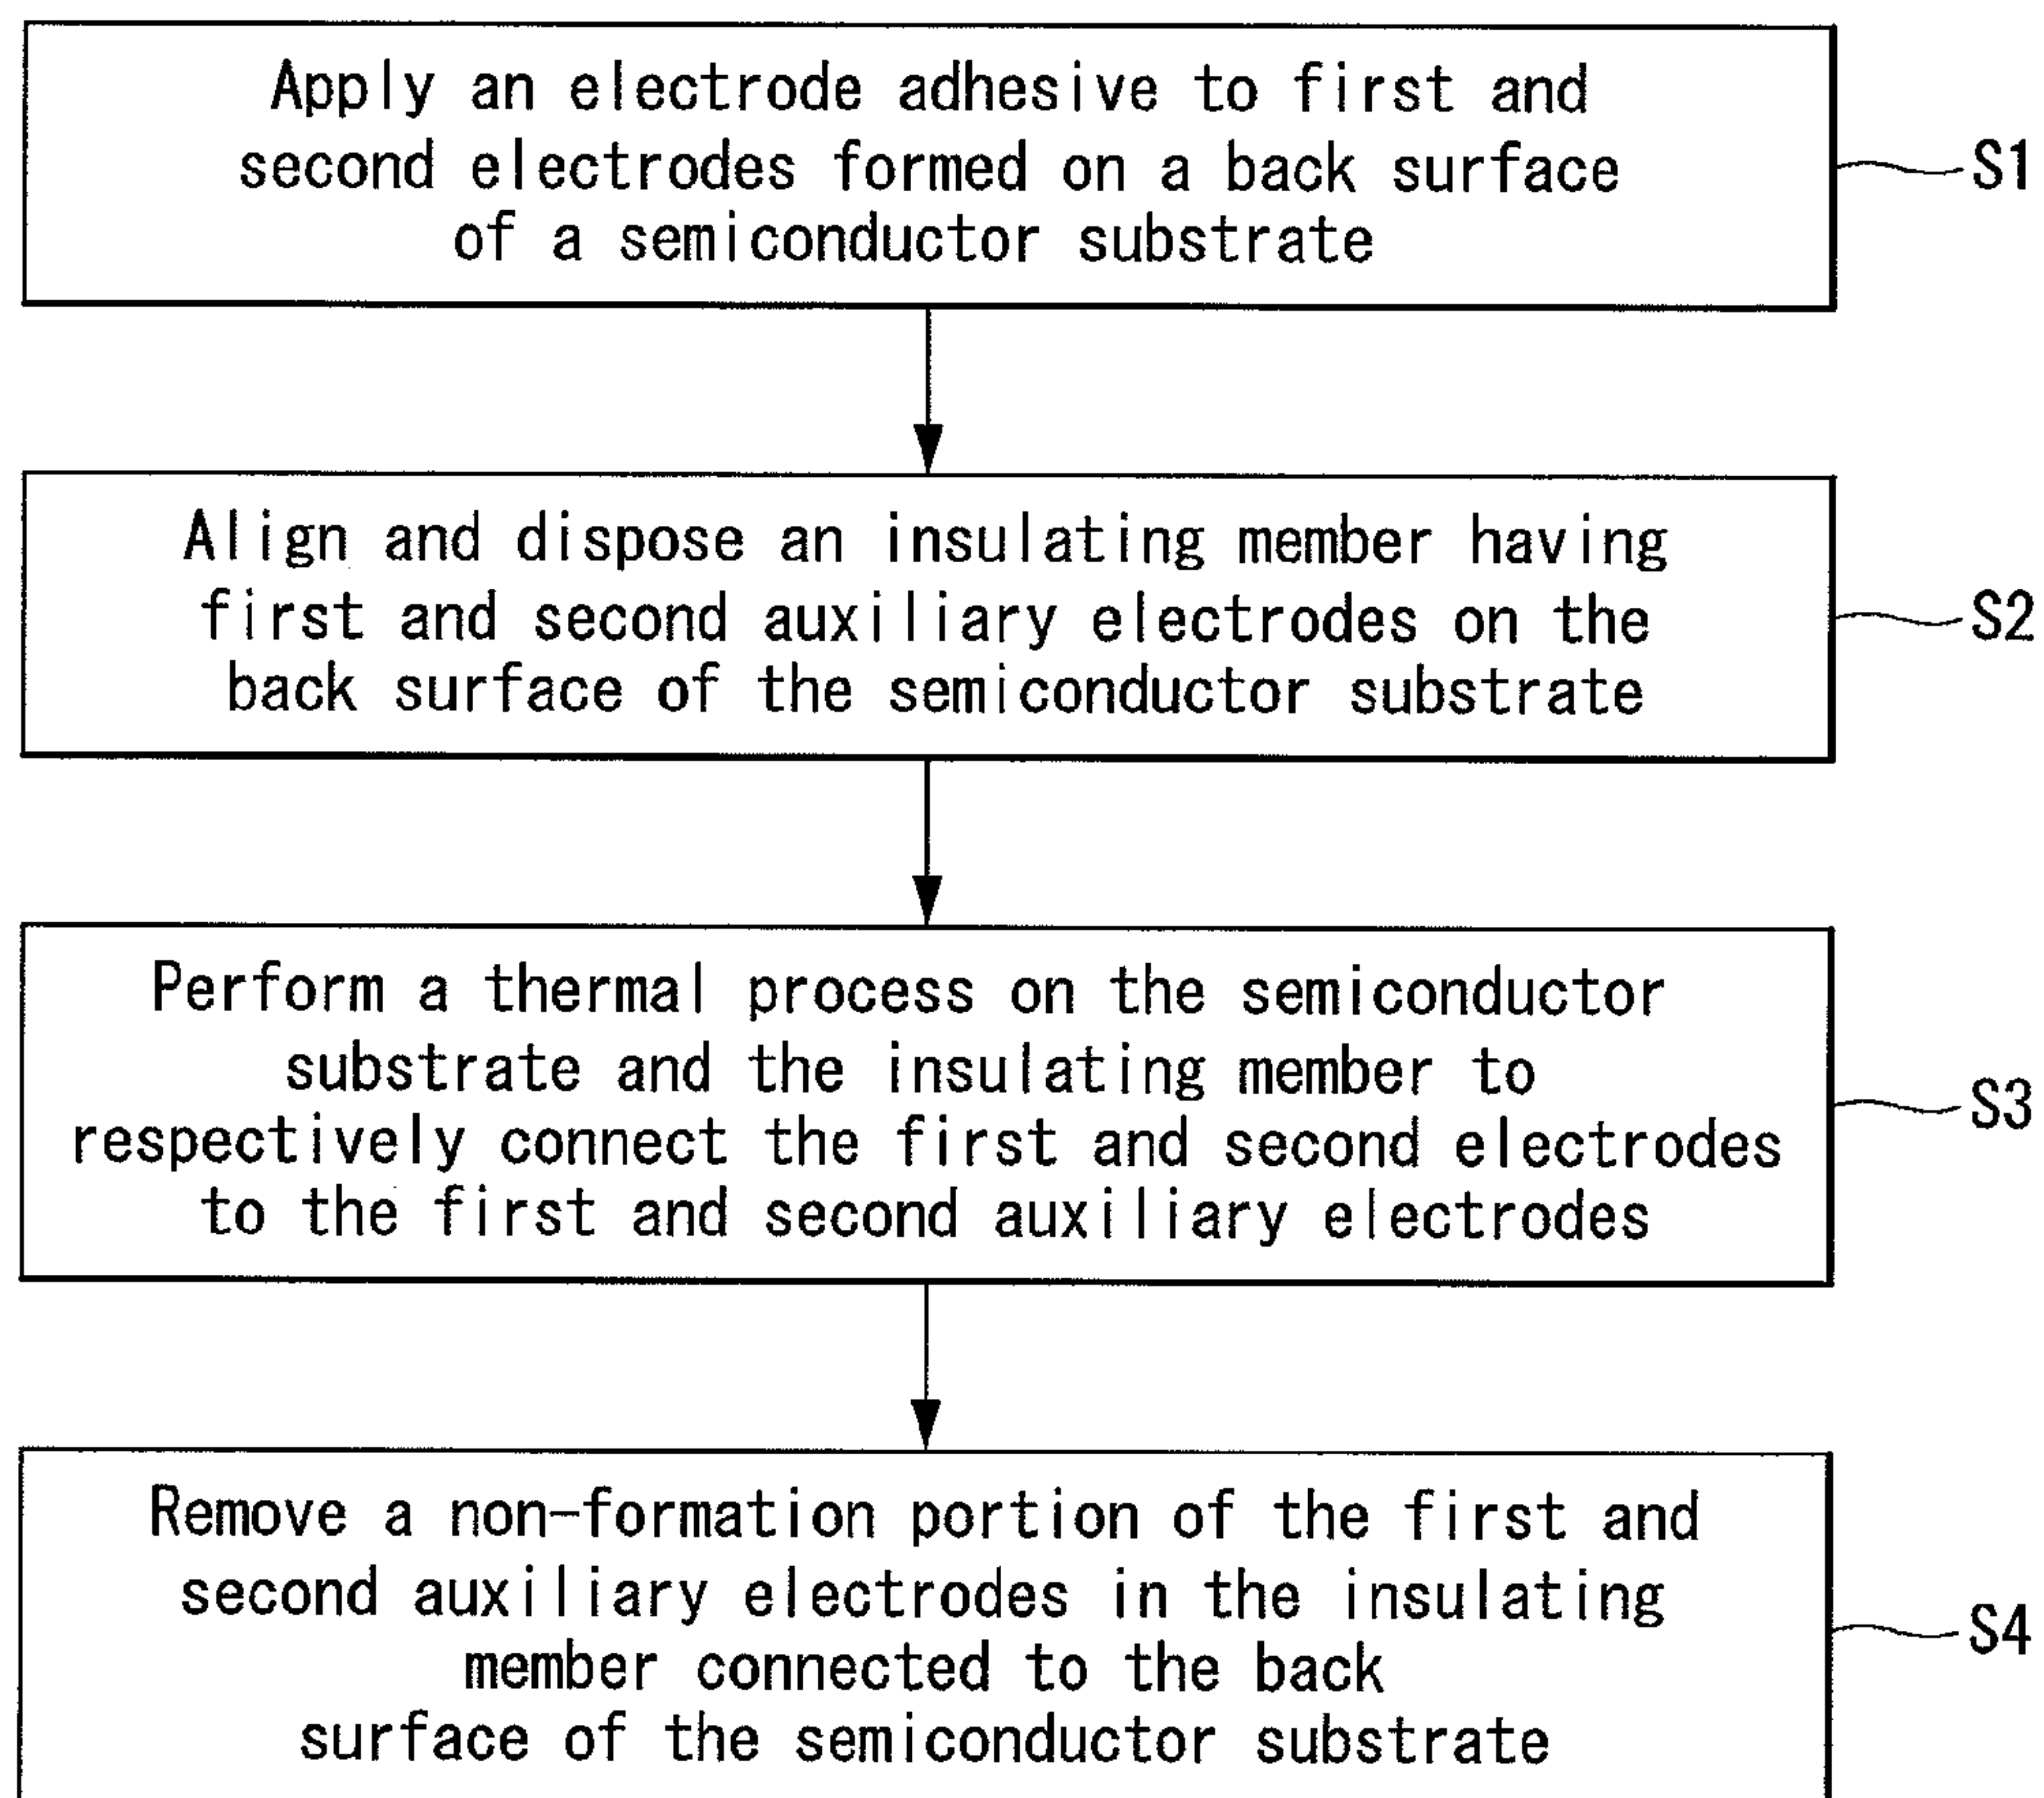 Apply an electrode adhesive to first and
second electrodes formed on a back surface
of a semiconductor substrate
S1
Align and dispose an insulating member having
first and second auxiliary electrodes on the
back surface of the semiconductor substrate
S2
Perform a thermal process on the semiconductor
substrate and the insulating member to
respectively connect the first and second electrodes
to the first and second auxiliary electrodes
S3
Remove a non-formation portion of the first and
second auxiliary electrodes in the insulating
member connected to the back
surface of the semiconductor substrate
S4